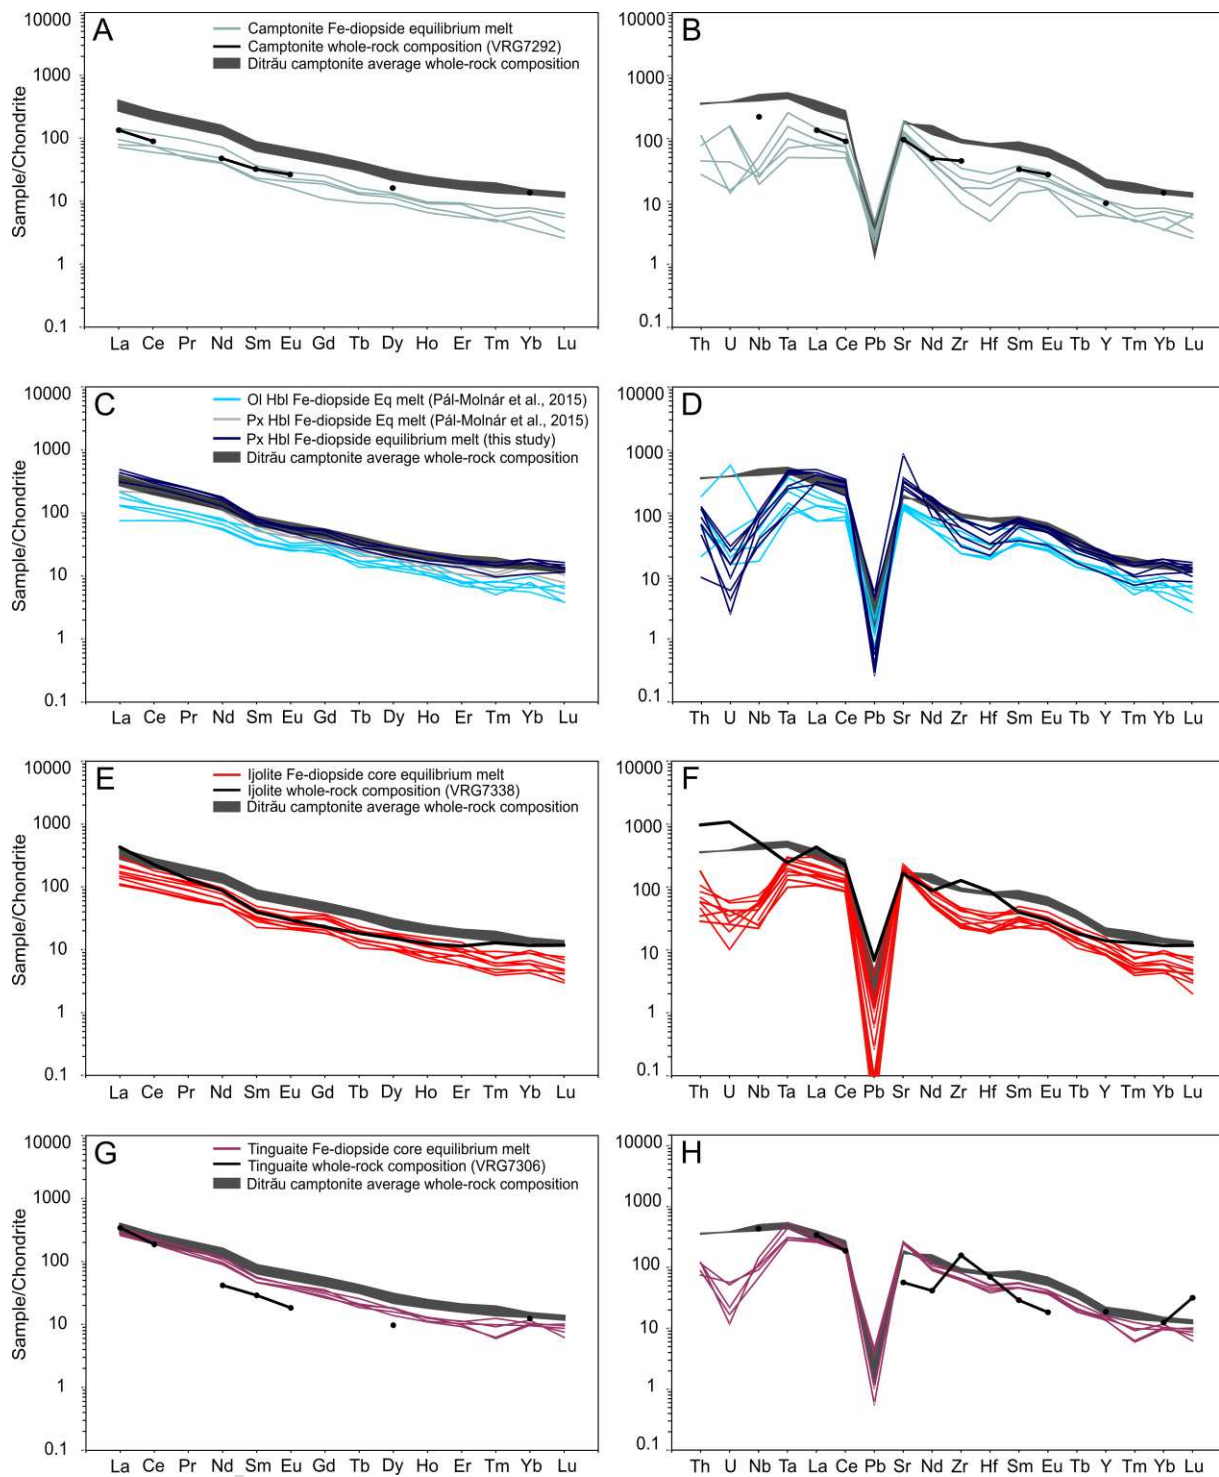 A
Camptonite Fe-diopside equilibrium melt
Camptonite whole-rock composition (VRG7292)
Ditrău camptonite average whole-rock composition
Sample/Chondrite
10000
1000
100
10
1
0.1
La Ce Pr Nd Sm Eu Gd Tb Dy Ho Er Tm Yb Lu
B
10000
1000
100
10
1
0.1
Th U Nb Ta La Ce Pb Sr Nd Zr Hf Sm Eu Tb Y Tm Yb Lu
C
Ol Hbl Fe-diopside Eq melt (Pál-Molnár et al., 2015)
Px Hbl Fe-diopside Eq melt (Pál-Molnár et al., 2015)
Px Hbl Fe-diopside equilibrium melt (this study)
Ditrău camptonite average whole-rock composition
Sample/Chondrite
10000
1000
100
10
1
0.1
La Ce Pr Nd Sm Eu Gd Tb Dy Ho Er Tm Yb Lu
D
10000
1000
100
10
1
0.1
Th U Nb Ta La Ce Pb Sr Nd Zr Hf Sm Eu Tb Y Tm Yb Lu
E
Ijolite Fe-diopside core equilibrium melt
Ijolite whole-rock composition (VRG7338)
Ditrău camptonite average whole-rock composition
Sample/Chondrite
10000
1000
100
10
1
0.1
La Ce Pr Nd Sm Eu Gd Tb Dy Ho Er Tm Yb Lu
F
10000
1000
100
10
1
0.1
Th U Nb Ta La Ce Pb Sr Nd Zr Hf Sm Eu Tb Y Tm Yb Lu
G
Tinguaite Fe-diopside core equilibrium melt
Tinguaite whole-rock composition (VRG7306)
Ditrău camptonite average whole-rock composition
Sample/Chondrite
10000
1000
100
10
1
0.1
La Ce Pr Nd Sm Eu Gd Tb Dy Ho Er Tm Yb Lu
H
10000
1000
100
10
1
0.1
Th U Nb Ta La Ce Pb Sr Nd Zr Hf Sm Eu Tb Y Tm Yb Lu